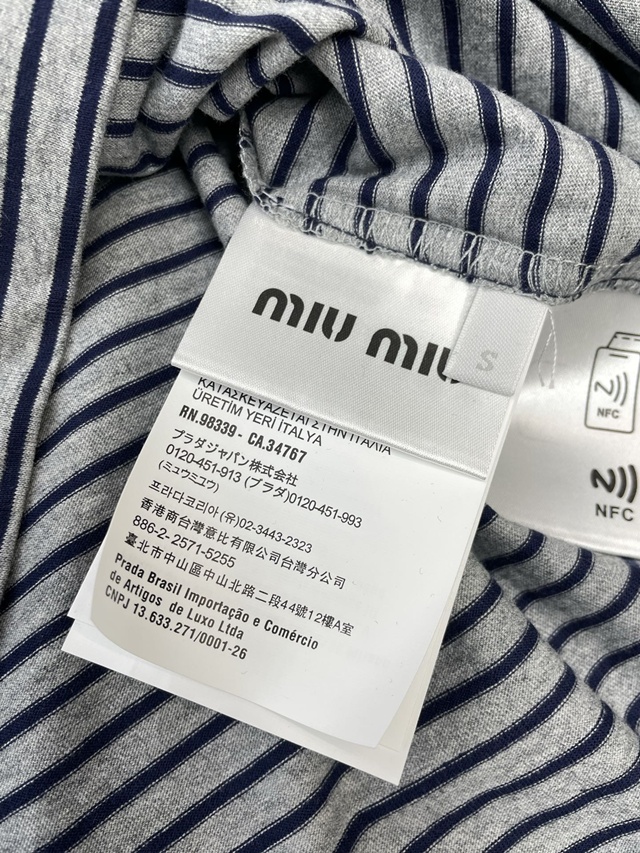 miu miu
S
ΚΑΤΑΣΚΕΥΑΖΕΤΑΙ ΣΤΗΝ ΙΤΑΛΙΑ
ÜRETİM YERİ İTALYA
RN.98339 - CA.34767
プラダジャパン株式会社
0120-451-913 (プラダ)0120-451-993
(ミュウミュウ)
프라다코리아(유)02-3443-2323
香港商台灣意比有限公司台灣分公司
886-2- 2571-5255
臺北市中山區中山北路二段44號12樓A室
Prada Brasil Importação e Comércio
de Artigos de Luxo Ltda
CNPJ 13.633.271/0001-26
NFC
NFC